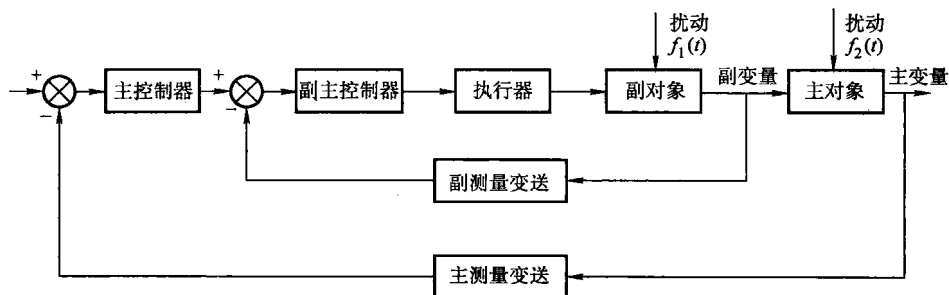 扰动
f₁(t)
扰动
f₂(t)
副变量
主变量
+
−
主控制器
+
−
副主控制器
执行器
副对象
主对象
副测量变送
主测量变送